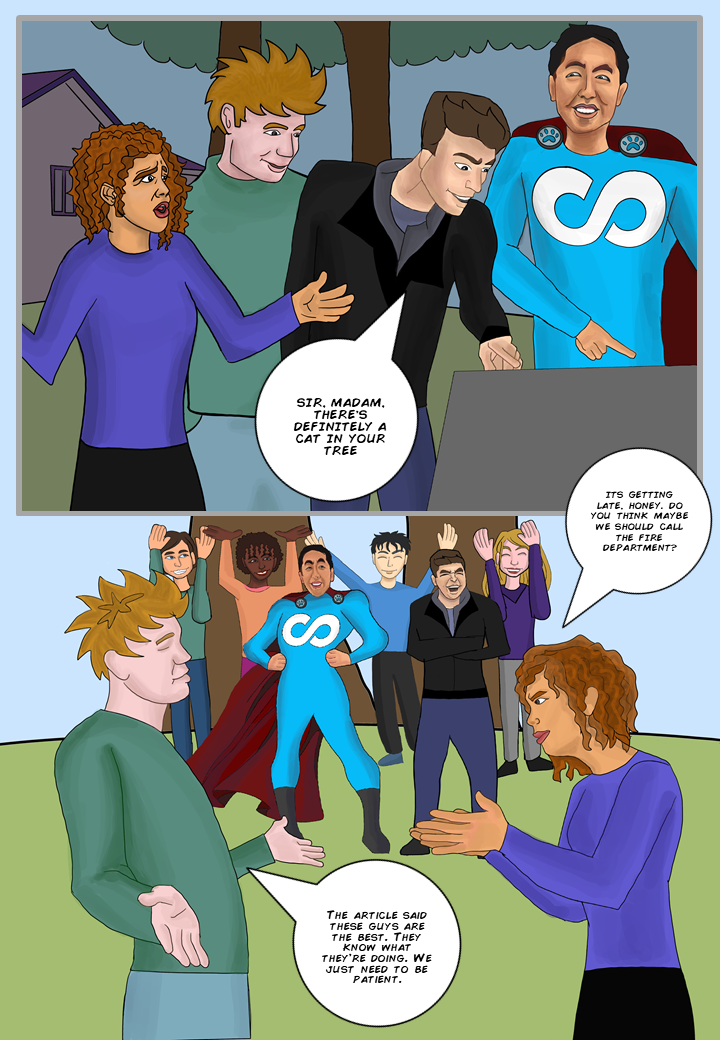 SIR, MADAM,
THERE'S
DEFINITELY A
CAT IN YOUR
TREE
ITS GETTING
LATE, HONEY. DO
YOU THINK MAYBE
WE SHOULD CALL
THE FIRE
DEPARTMENT?
THE ARTICLE SAID
THESE GUYS ARE
THE BEST. THEY
KNOW WHAT
THEY'RE DOING. WE
JUST NEED TO BE
PATIENT.